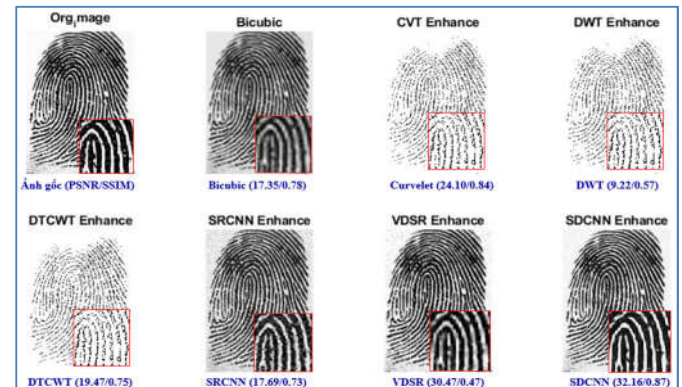 Org_image
Bicubic
CVT Enhance
DWT Enhance
Ảnh gốc (PSNR/SSIM)
Bicubic (17.35/0.78)
Curvelet (24.10/0.84)
DWT (9.22/0.57)
DTCWT Enhance
SRCNN Enhance
VDSR Enhance
SDCNN Enhance
DTCWT (19.47/0.75)
SRCNN (17.69/0.73)
VDSR (30.47/0.47)
SDCNN (32.16/0.87)